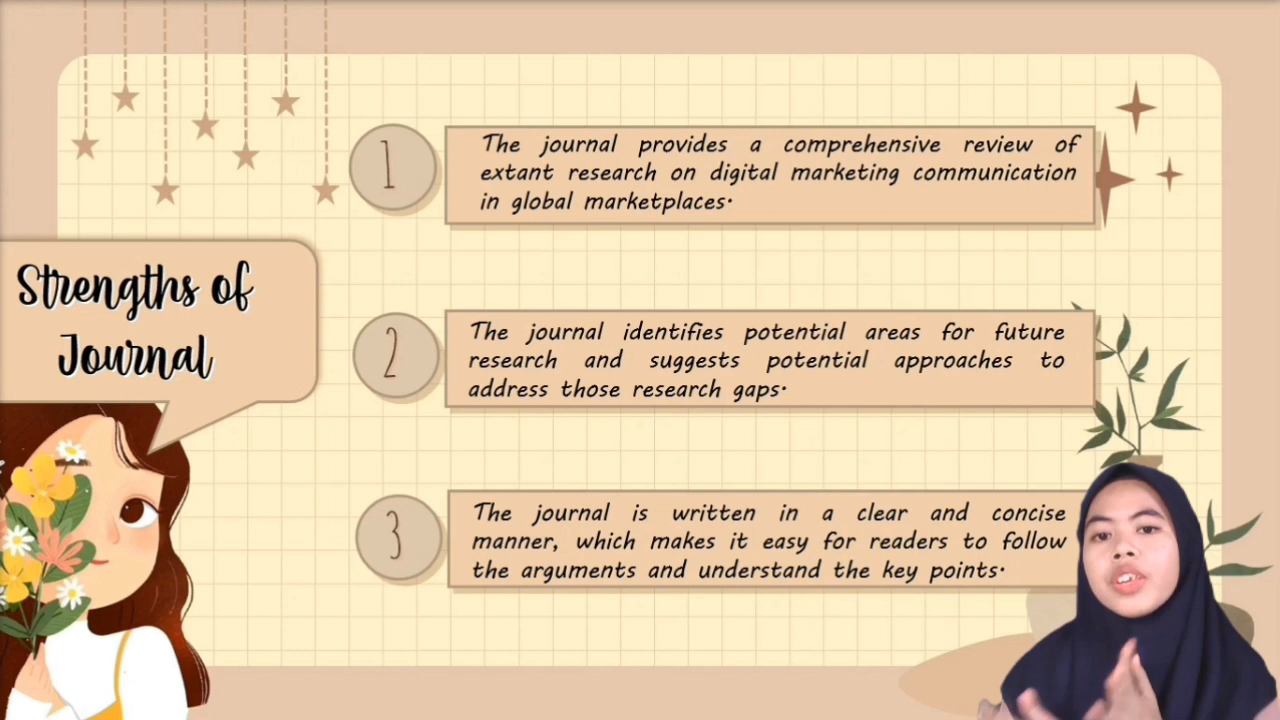 Strengths of
Journal
1
The journal provides a comprehensive review of
extant research on digital marketing communication
in global marketplaces.
2
The journal identifies potential areas for future
research and suggests potential approaches to
address those research gaps.
3
The journal is written in a clear and concise
manner, which makes it easy for readers to follow
the arguments and understand the key points.